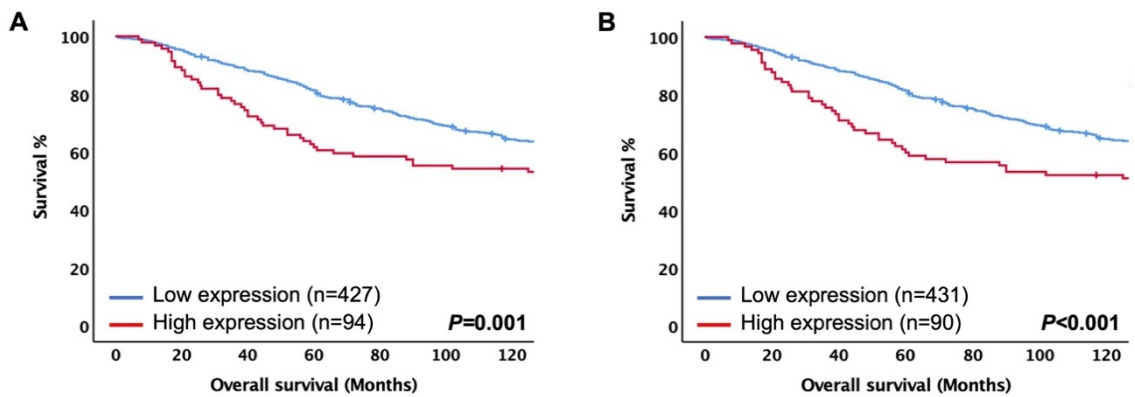 A
100
80
60
40
20
0
Survival %
Low expression (n=427)
High expression (n=94)
P=0.001
0 20 40 60 80 100 120
Overall survival (Months)
B
100
80
60
40
20
0
Survival %
Low expression (n=431)
High expression (n=90)
P<0.001
0 20 40 60 80 100 120
Overall survival (Months)